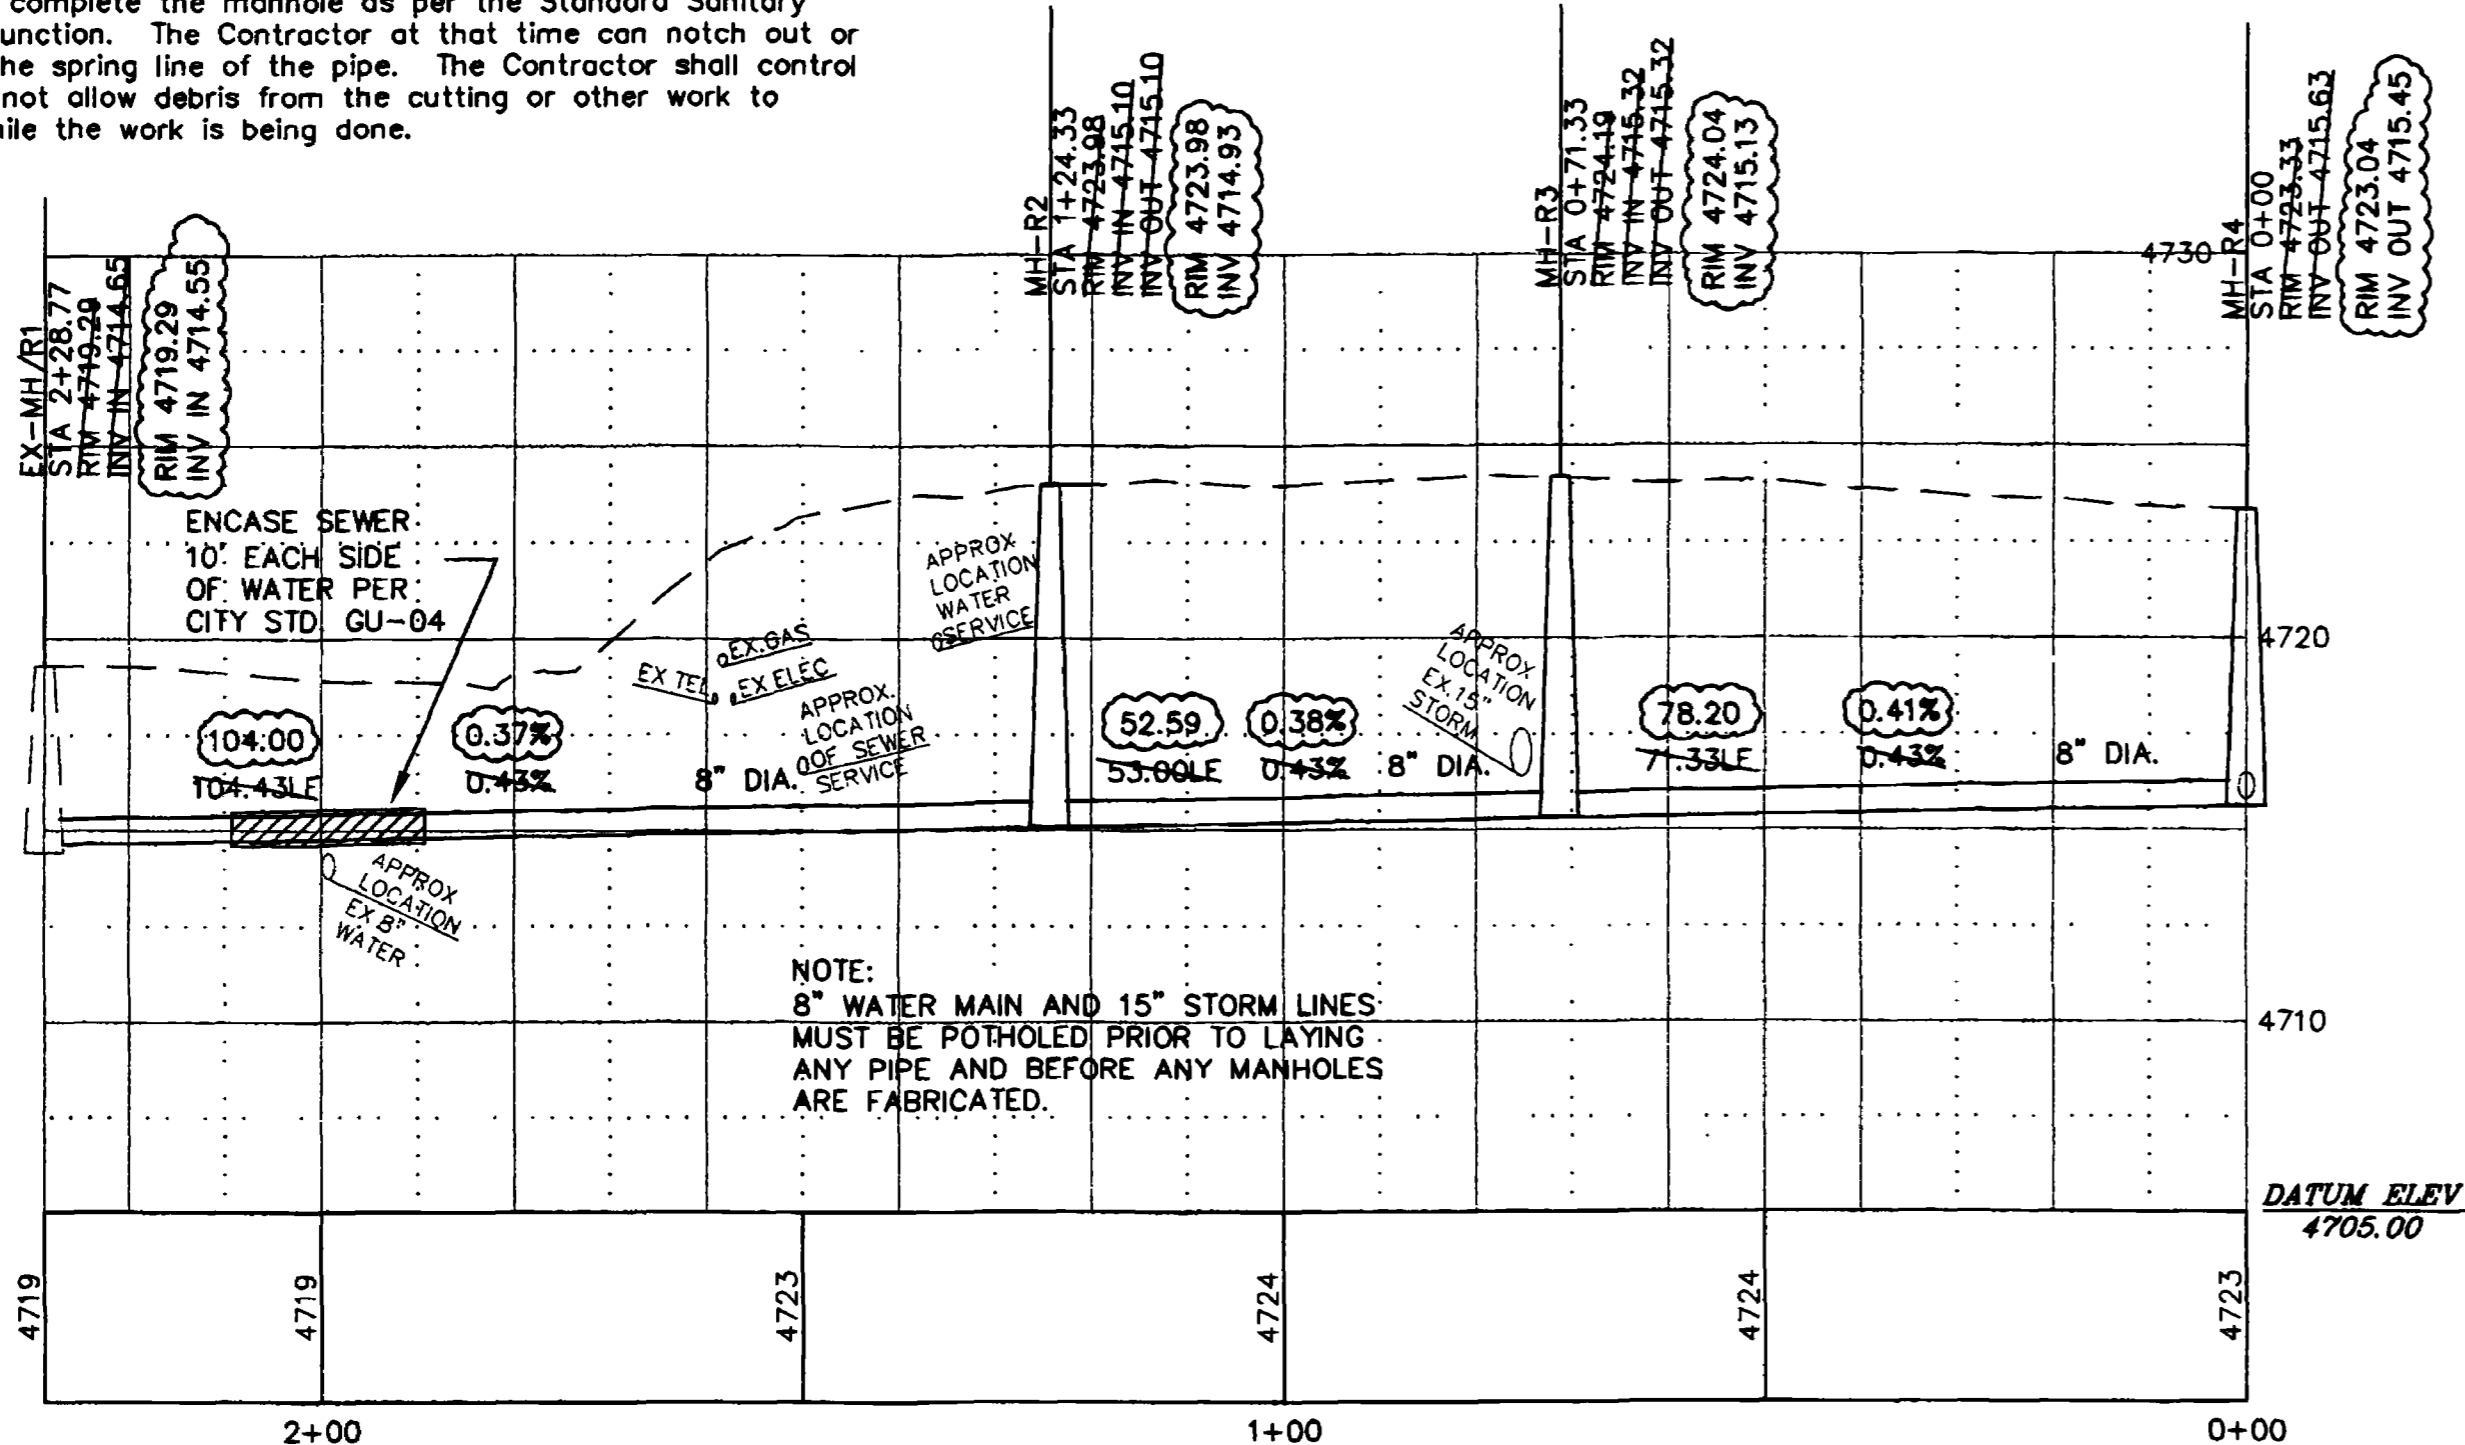 complete the manhole as per the Standard Sanitary
unction. The Contractor at that time can notch out or
he spring line of the pipe. The Contractor shall control
not allow debris from the cutting or other work to
ile the work is being done.
EX-MH/R1
STA 2+28.77
RIM 4719.29
INV IN 4714.65
RIM 4719.29
INV IN 4714.55
MH-R2
STA 1+24.33
RIM 4723.98
INV IN 4715.10
INV OUT 4715.10
RIM 4723.98
INV 4714.93
MH-R3
STA 0+71.33
RIM 4724.19
INV IN 4715.32
INV OUT 4715.32
RIM 4724.04
INV 4715.13
MH-R4
STA 0+00
RIM 4723.33
INV OUT 4715.63
RIM 4723.04
INV OUT 4715.45
4730
4720
4710
ENCASE SEWER
10' EACH SIDE
OF WATER PER
CITY STD. GU-04
EX TEL
EX.GAS
EX ELEC
APPROX
LOCATION
WATER
SERVICE
APPROX.
LOCATION
OF SEWER
SERVICE
APPROX
LOCATION
EX.15"
STORM
104.00
104.43LF
0.37%
0.43%
8" DIA.
52.59
53.00LF
0.38%
0.43%
8" DIA.
78.20
71.33LF
0.41%
0.43%
8" DIA.
APPROX
LOCATION
EX 8"
WATER
NOTE:
8" WATER MAIN AND 15" STORM LINES
MUST BE POTHOLED PRIOR TO LAYING
ANY PIPE AND BEFORE ANY MANHOLES
ARE FABRICATED.
DATUM ELEV
4705.00
4719
4719
4723
4724
4724
4723
2+00
1+00
0+00